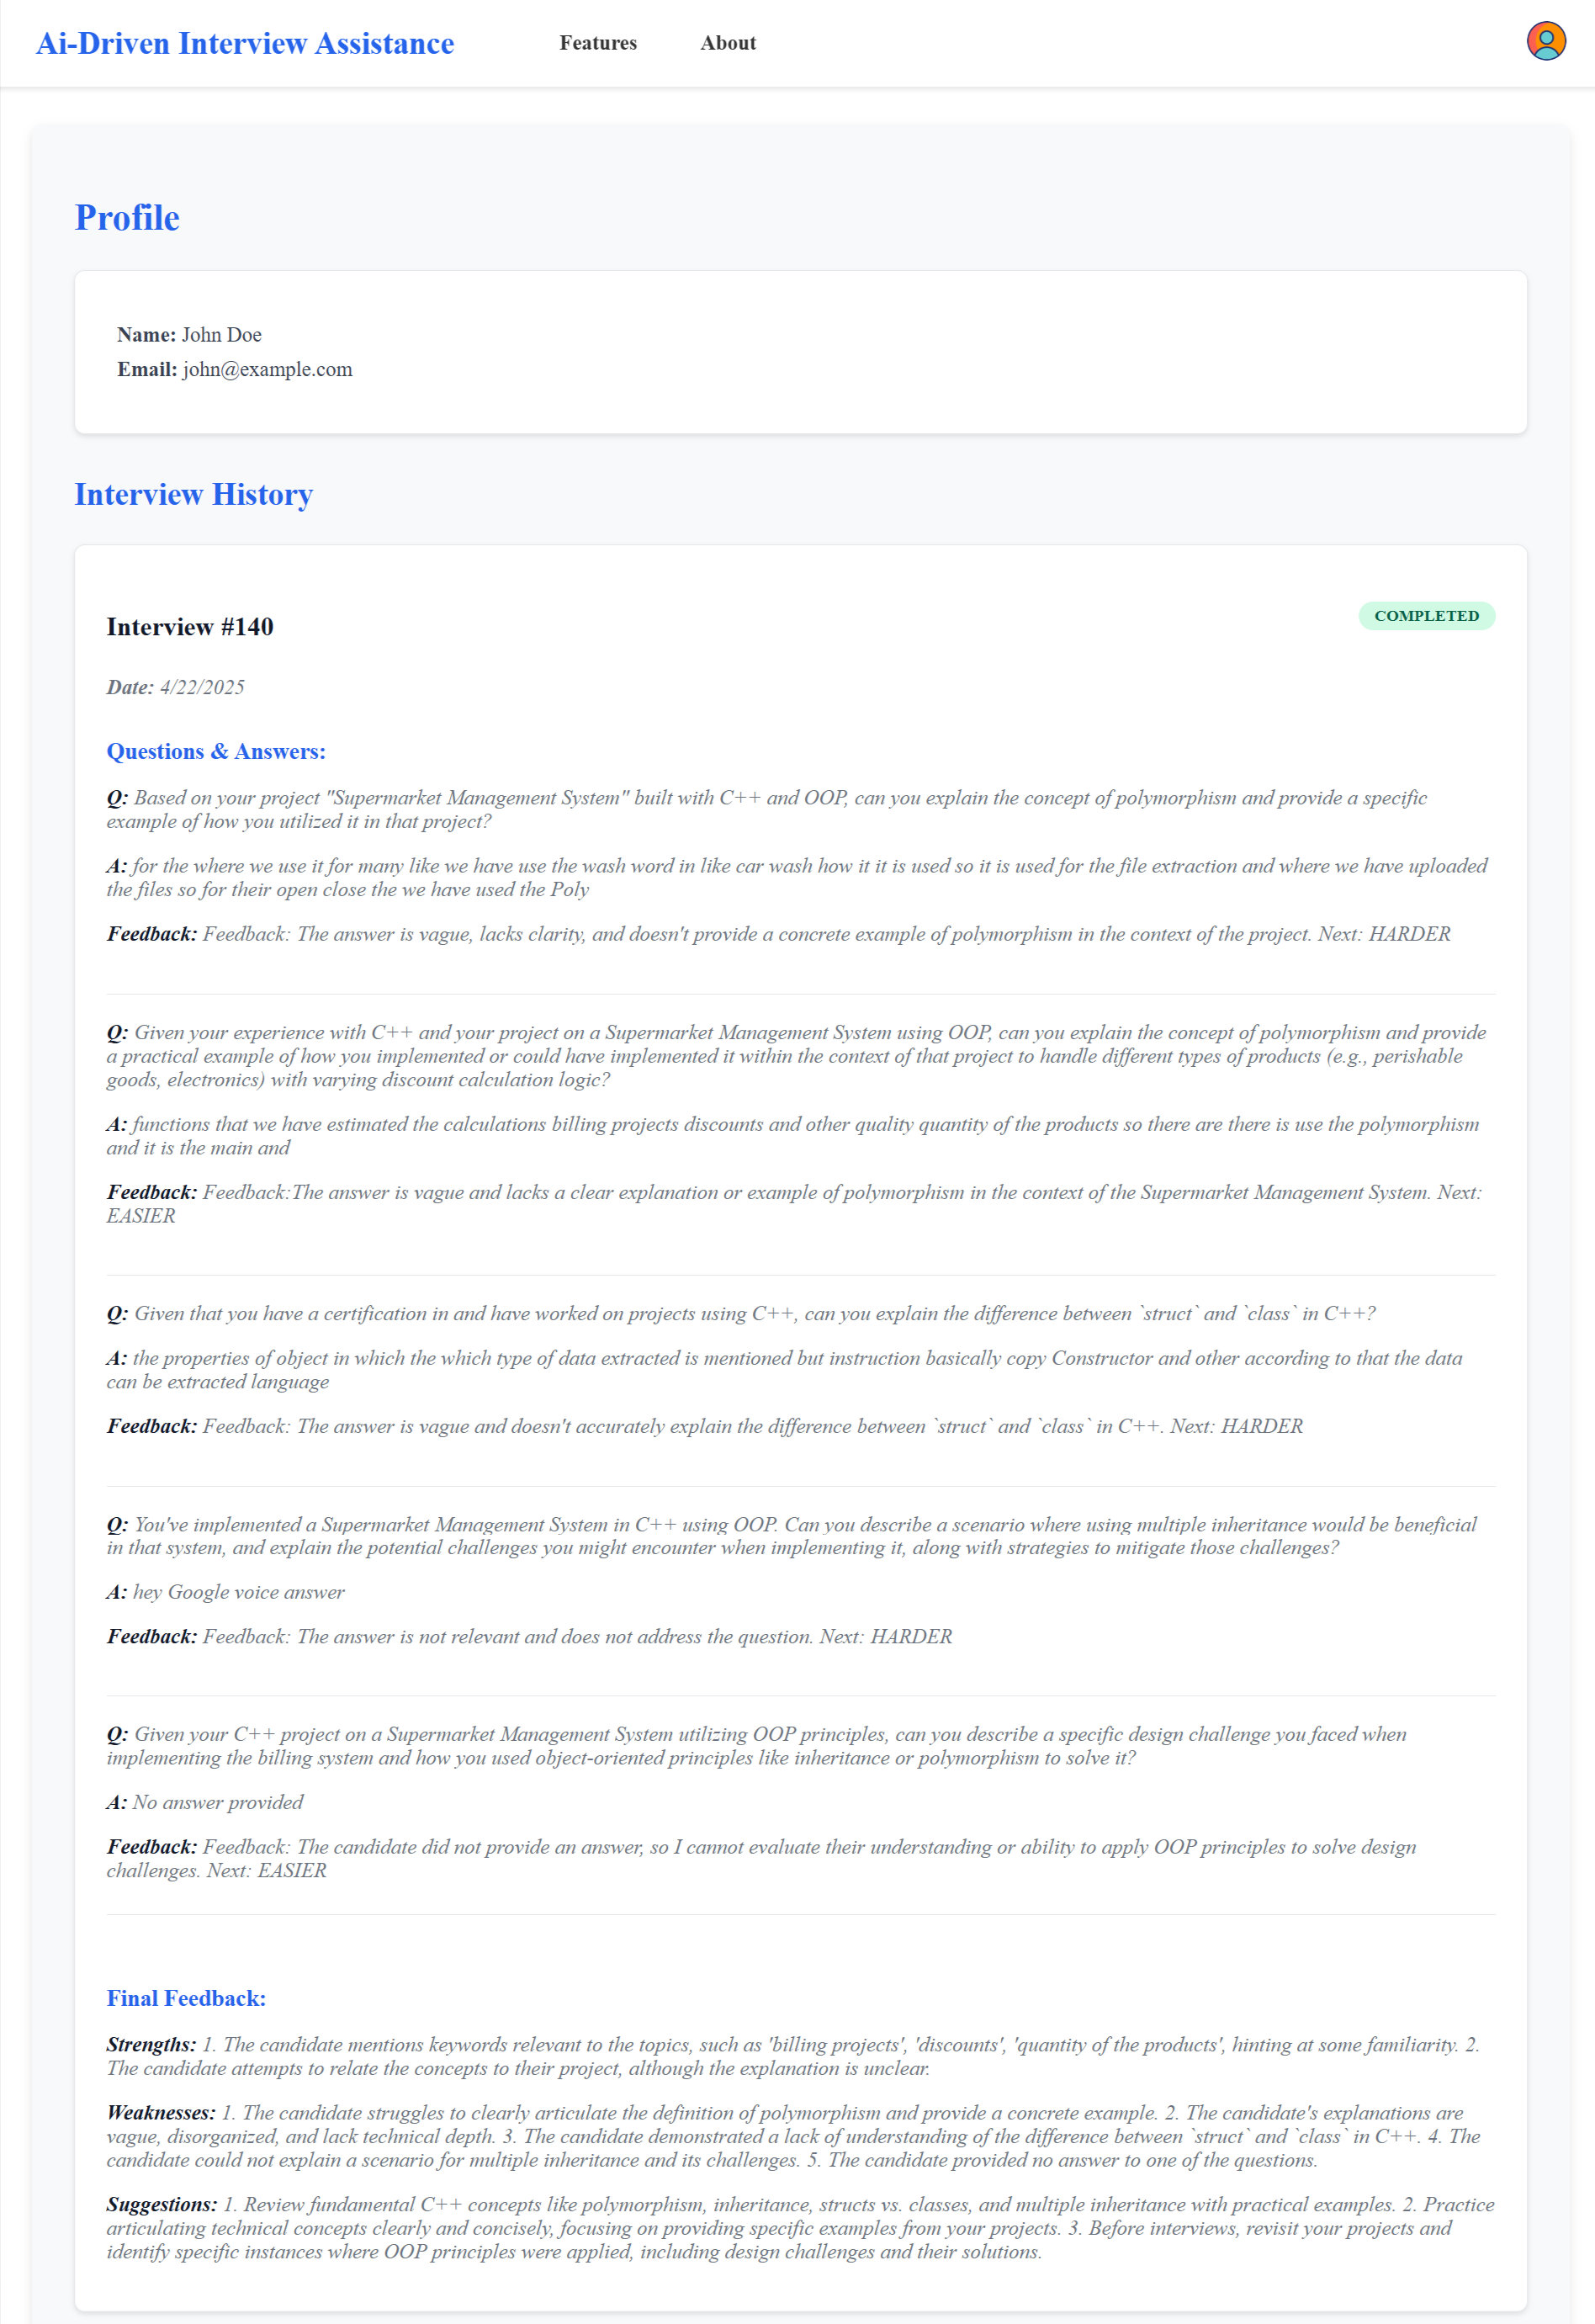 Ai-Driven Interview Assistance Features About
Profile
Name: John Doe
Email: john@example.com
Interview History
Interview #140 COMPLETED
Date: 4/22/2025
Questions & Answers:
Q: Based on your project "Supermarket Management System" built with C++ and OOP, can you explain the concept of polymorphism and provide a specific
example of how you utilized it in that project?
A: for the where we use it for many like we have use the wash word in like car wash how it it is used so it is used for the file extraction and where we have uploaded
the files so for their open close the we have used the Poly
Feedback: Feedback: The answer is vague, lacks clarity, and doesn't provide a concrete example of polymorphism in the context of the project. Next: HARDER
Q: Given your experience with C++ and your project on a Supermarket Management System using OOP, can you explain the concept of polymorphism and provide
a practical example of how you implemented or could have implemented it within the context of that project to handle different types of products (e.g., perishable
goods, electronics) with varying discount calculation logic?
A: functions that we have estimated the calculations billing projects discounts and other quality quantity of the products so there are there is use the polymorphism
and it is the main and
Feedback: Feedback:The answer is vague and lacks a clear explanation or example of polymorphism in the context of the Supermarket Management System. Next:
EASIER
Q: Given that you have a certification in and have worked on projects using C++, can you explain the difference between `struct` and `class` in C++?
A: the properties of object in which the which type of data extracted is mentioned but instruction basically copy Constructor and other according to that the data
can be extracted language
Feedback: Feedback: The answer is vague and doesn't accurately explain the difference between `struct` and `class` in C++. Next: HARDER
Q: You've implemented a Supermarket Management System in C++ using OOP. Can you describe a scenario where using multiple inheritance would be beneficial
in that system, and explain the potential challenges you might encounter when implementing it, along with strategies to mitigate those challenges?
A: hey Google voice answer
Feedback: Feedback: The answer is not relevant and does not address the question. Next: HARDER
Q: Given your C++ project on a Supermarket Management System utilizing OOP principles, can you describe a specific design challenge you faced when
implementing the billing system and how you used object-oriented principles like inheritance or polymorphism to solve it?
A: No answer provided
Feedback: Feedback: The candidate did not provide an answer, so I cannot evaluate their understanding or ability to apply OOP principles to solve design
challenges. Next: EASIER
Final Feedback:
Strengths: 1. The candidate mentions keywords relevant to the topics, such as 'billing projects', 'discounts', 'quantity of the products', hinting at some familiarity. 2.
The candidate attempts to relate the concepts to their project, although the explanation is unclear.
Weaknesses: 1. The candidate struggles to clearly articulate the definition of polymorphism and provide a concrete example. 2. The candidate's explanations are
vague, disorganized, and lack technical depth. 3. The candidate demonstrated a lack of understanding of the difference between `struct` and `class` in C++. 4. The
candidate could not explain a scenario for multiple inheritance and its challenges. 5. The candidate provided no answer to one of the questions.
Suggestions: 1. Review fundamental C++ concepts like polymorphism, inheritance, structs vs. classes, and multiple inheritance with practical examples. 2. Practice
articulating technical concepts clearly and concisely, focusing on providing specific examples from your projects. 3. Before interviews, revisit your projects and
identify specific instances where OOP principles were applied, including design challenges and their solutions.